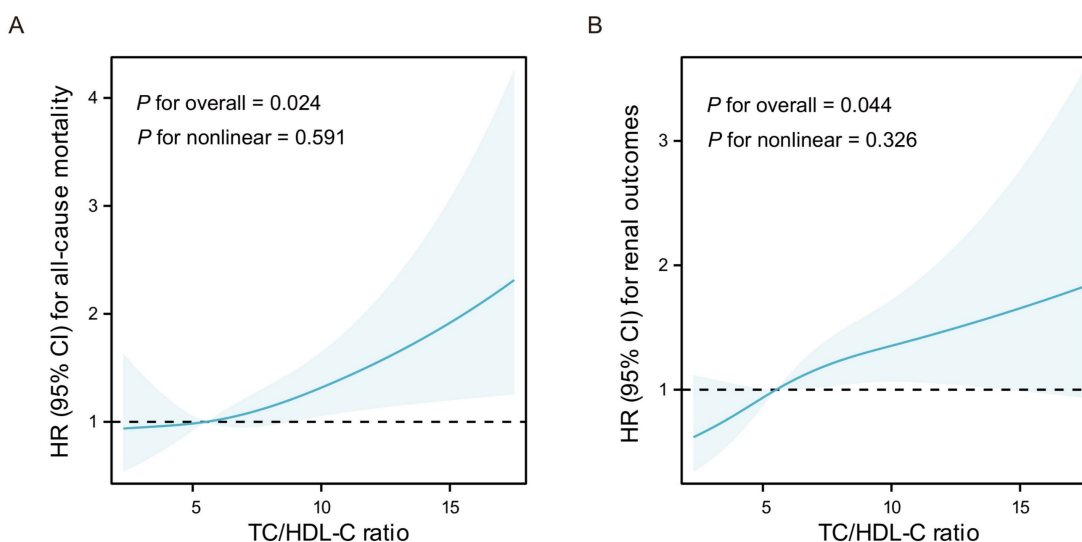 A
HR (95% CI) for all-cause mortality
P for overall = 0.024
P for nonlinear = 0.591
4
3
2
1
5
10
15
TC/HDL-C ratio
B
HR (95% CI) for renal outcomes
P for overall = 0.044
P for nonlinear = 0.326
3
2
1
5
10
15
TC/HDL-C ratio